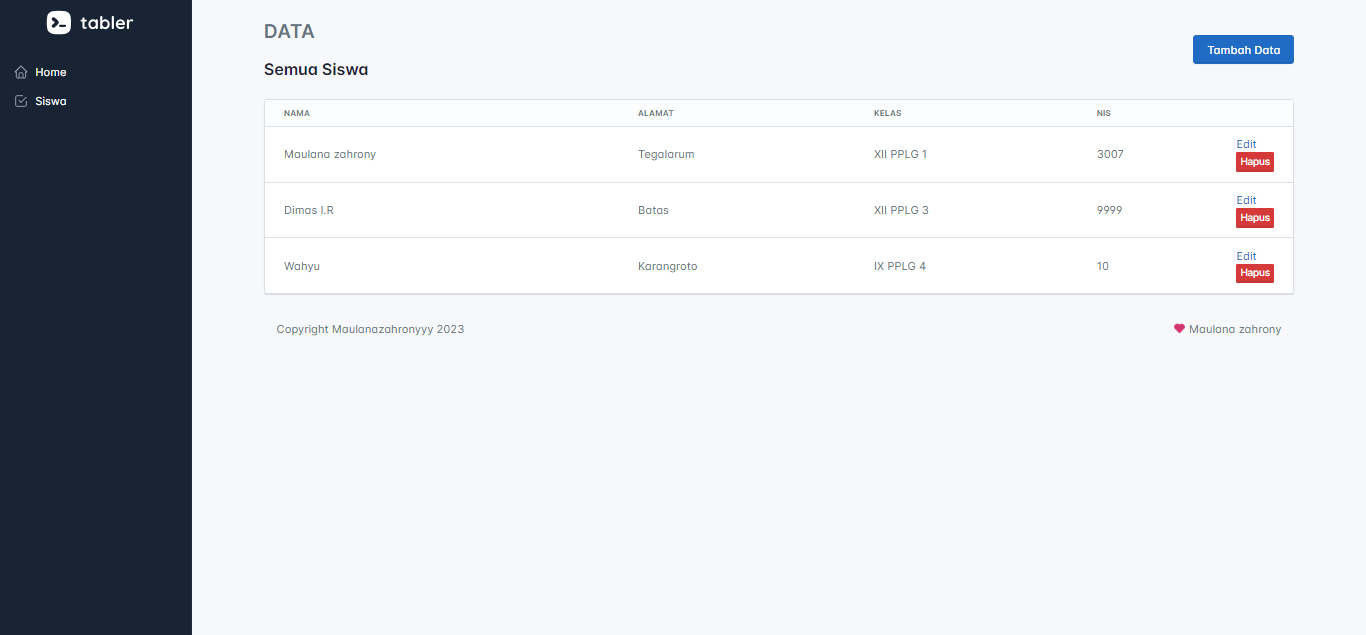 tabler
Home
Siswa
DATA
Semua Siswa
Tambah Data
NAMA ALAMAT KELAS NIS
Maulana zahrony Tegalarum XII PPLG 1 3007 Edit
Hapus
Dimas I.R Batas XII PPLG 3 9999 Edit
Hapus
Wahyu Karangroto IX PPLG 4 10 Edit
Hapus
Copyright Maulanazahronyyy 2023 Maulana zahrony